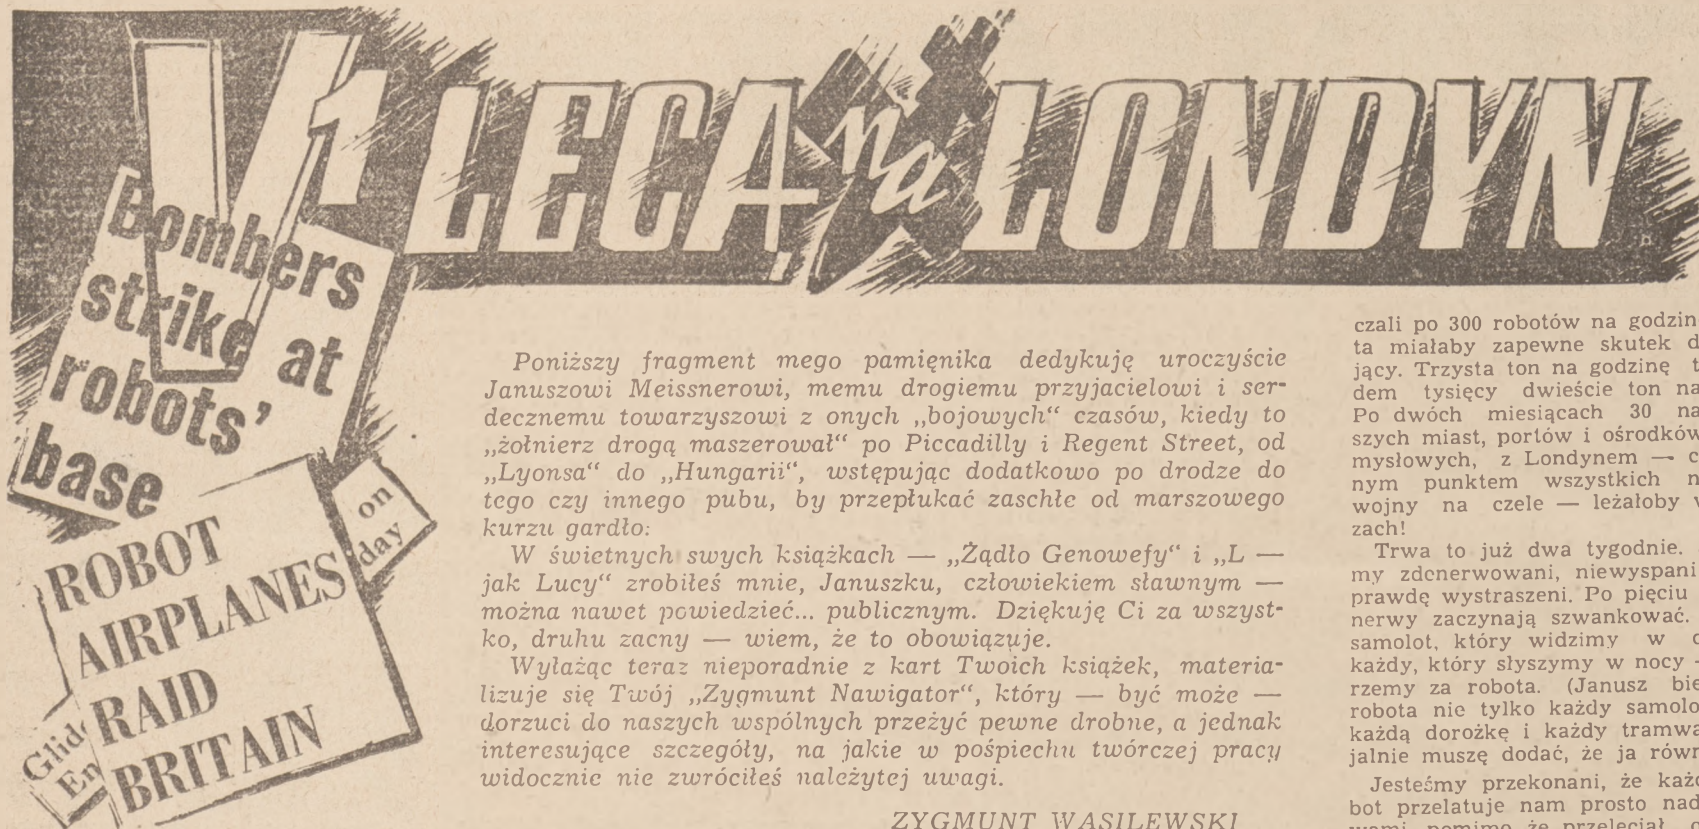 V1 LECĄ na LONDYN
Bombers
strike at
robots'
base
on
day
ROBOT
AIRPLANES
RAID
BRITAIN
Poniższy fragment mego pamięnika dedykuję uroczyście
Januszowi Meissnerowi, memu drogiemu przyjacielowi i ser-
decznemu towarzyszowi z onych „bojowych“ czasów, kiedy to
„żołnierz drogą maszerował“ po Piccadilly i Regent Street, od
„Lyonsa“ do „Hungarii“, wstępując dodatkowo po drodze do
tego czy innego pubu, by przepłukać zaschłe od marszowego
kurzu gardło:
W świetnych swych książkach — „Żądło Genowefy“ i „L —
jak Lucy“ zrobiłeś mnie, Januszku, człowiekiem sławnym —
można nawet powiedzieć... publicznym. Dziękuję Ci za wszyst-
ko, druhu zacny — wiem, że to obowiązuje.
Wyłażąc teraz nieporadnie z kart Twoich książek, materia-
lizuje się Twój „Zygmunt Nawigator“, który — być może —
dorzuci do naszych wspólnych przeżyć pewne drobne, a jednak
interesujące szczegóły, na jakie w pośpiechu twórczej pracy
widocznie nie zwróciłeś należytej uwagi.
ZYGMUNT WASILEWSKI
czali po 300 robotów na godzin
ta miałaby zapewne skutek d
jący. Trzysta ton na godzinę t
dem tysięcy dwieście ton na
Po dwóch miesiącach 30 na
szych miast, portów i ośrodków
mysłowych, z Londynem — c
nym punktem wszystkich n
wojny na czele — leżałoby w
zach!
Trwa to już dwa tygodnie.
my zdenerwowani, niewyspani
prawdę wystraszeni. Po pięciu
nerwy zaczynają szwankować.
samolot, który widzimy w d
każdy, który słyszymy w nocy -
rzemy za robota. (Janusz bie
robota nie tylko każdy samolo
każdą dorożkę i każdy tramwa
jalnie muszę dodać, że ja równ
Jesteśmy przekonani, że każd
bot przelatuje nam prosto nad
wami, pomimo że przeleciał